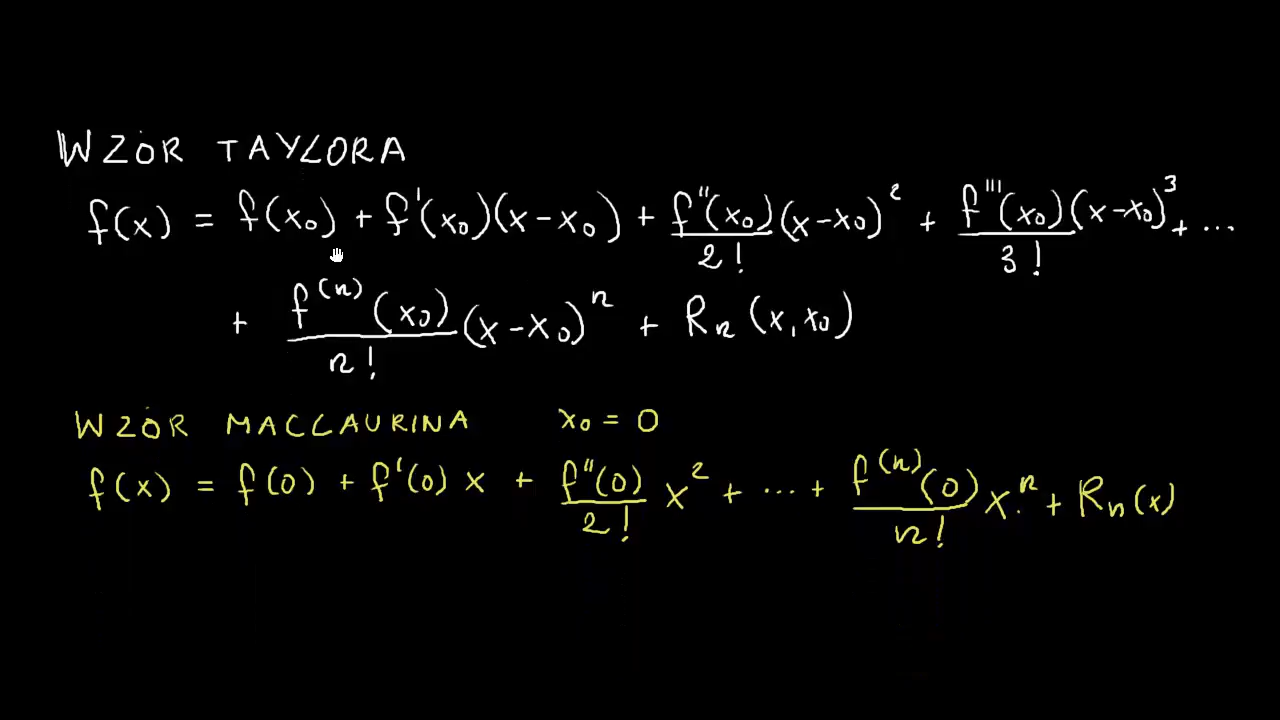 WZÓR TAYLORA
f(x) = f(x₀) + f'(x₀)(x-x₀) + f''(x₀)/2! (x-x₀)² + f'''(x₀)/3! (x-x₀)³ + ...
+ f⁽ⁿ⁾(x₀)/n! (x-x₀)ⁿ + Rₙ(x,x₀)
WZÓR MACLAURINA x₀ = 0
f(x) = f(0) + f'(0) x + f''(0)/2! x² + ... + f⁽ⁿ⁾(0)/n! xⁿ + Rₙ(x)